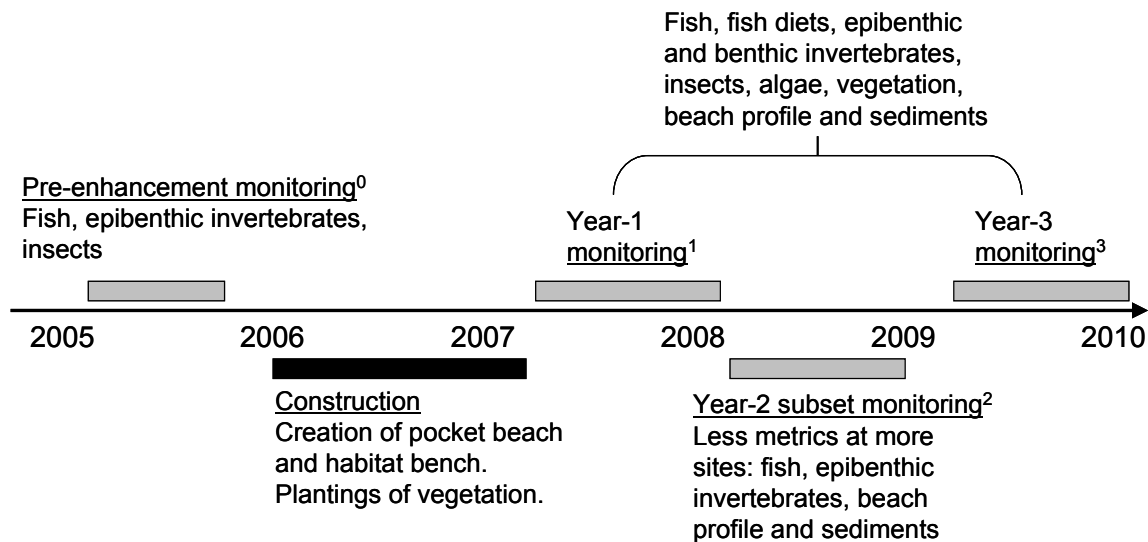 Fish, fish diets, epibenthic
and benthic invertebrates,
insects, algae, vegetation,
beach profile and sediments
Pre-enhancement monitoring⁰
Fish, epibenthic invertebrates,
insects
Year-1
monitoring¹
Year-3
monitoring³
2005 2006 2007 2008 2009 2010
Construction
Creation of pocket beach
and habitat bench.
Plantings of vegetation.
Year-2 subset monitoring²
Less metrics at more
sites: fish, epibenthic
invertebrates, beach
profile and sediments